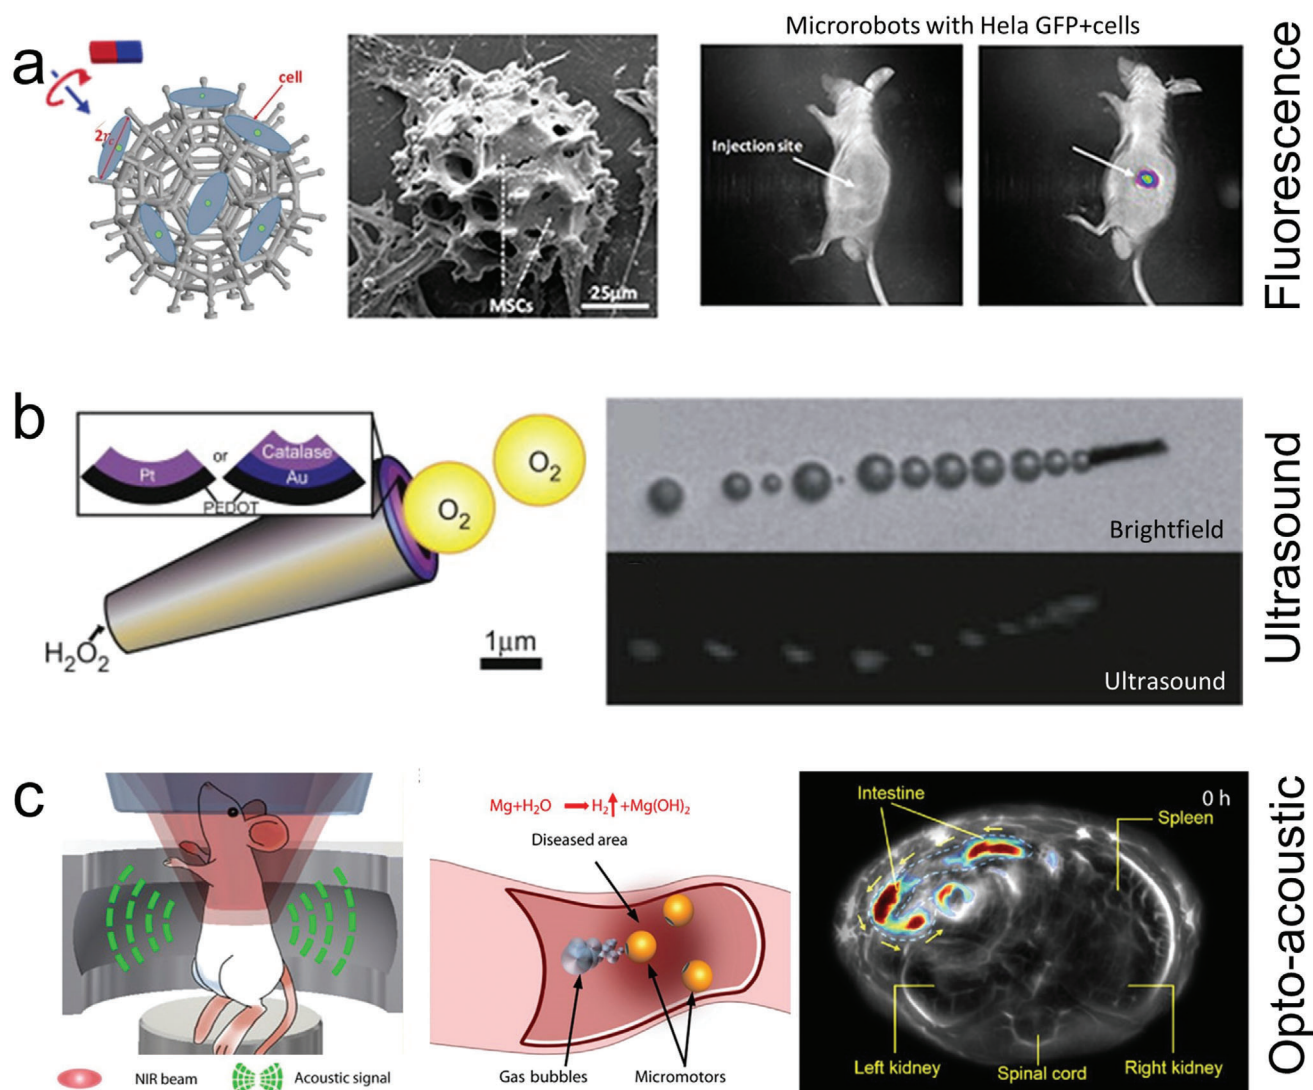 a
cell
2r_c
MSCs
25µm
Microrobots with Hela GFP+cells
Injection site
Fluorescence
b
Pt
or
Catalase
Au
PEDOT
O₂
O₂
H₂O₂
1µm
Brightfield
Ultrasound
Ultrasound
c
NIR beam
Acoustic signal
Mg+H₂O → H₂↑ +Mg(OH)₂
Diseased area
Gas bubbles
Micromotors
Intestine
0 h
Spleen
Left kidney
Spinal cord
Right kidney
Opto-acoustic